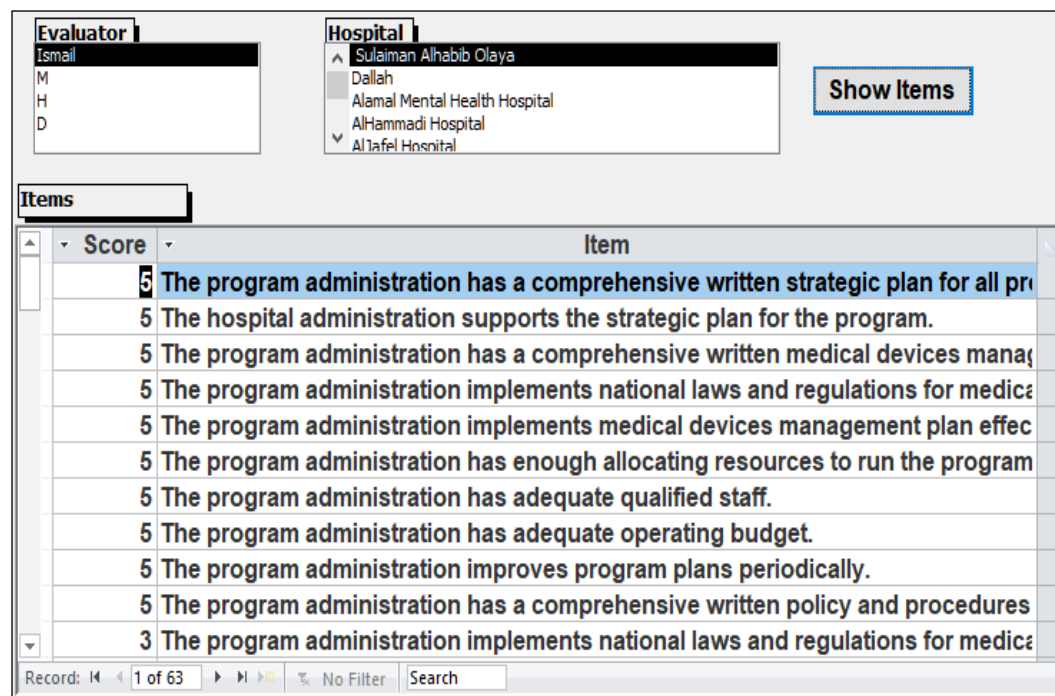 Evaluator
Ismail
M
H
D
Hospital
Sulaiman Alhabib Olaya
Dallah
Alamal Mental Health Hospital
AlHammadi Hospital
AlJafel Hospital
Show Items
Items
Score Item
5 The program administration has a comprehensive written strategic plan for all pr
5 The hospital administration supports the strategic plan for the program.
5 The program administration has a comprehensive written medical devices manag
5 The program administration implements national laws and regulations for medica
5 The program administration implements medical devices management plan effec
5 The program administration has enough allocating resources to run the program
5 The program administration has adequate qualified staff.
5 The program administration has adequate operating budget.
5 The program administration improves program plans periodically.
5 The program administration has a comprehensive written policy and procedures
3 The program administration implements national laws and regulations for medica
Record: 1 of 63 No Filter Search